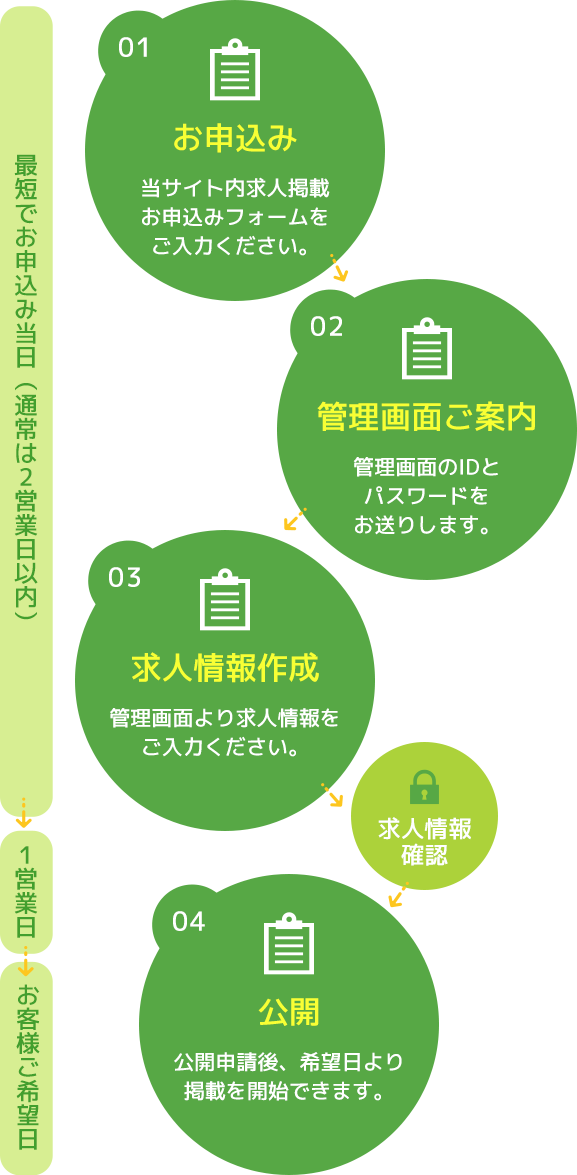 最短でお申込み当日（通常は2営業日以内）
1営業日
お客様ご希望日
01
お申込み
当サイト内求人掲載
お申込みフォームを
ご入力ください。
02
管理画面ご案内
管理画面のIDと
パスワードを
お送りします。
03
求人情報作成
管理画面より求人情報を
ご入力ください。
求人情報
確認
04
公開
公開申請後、希望日より
掲載を開始できます。